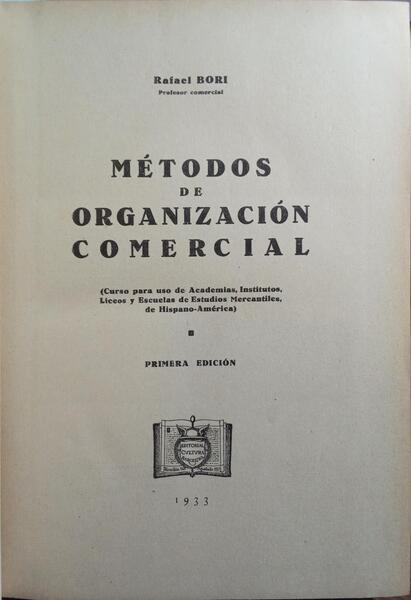 Rafael BORI
Profesor comercial
MÉTODOS
DE
ORGANIZACIÓN
COMERCIAL
(Curso para uso de Academias, Institutos,
Liceos y Escuelas de Estudios Mercantiles,
de Hispano-América)
PRIMERA EDICIÓN
EDITORIAL
CVLTVRA
1933